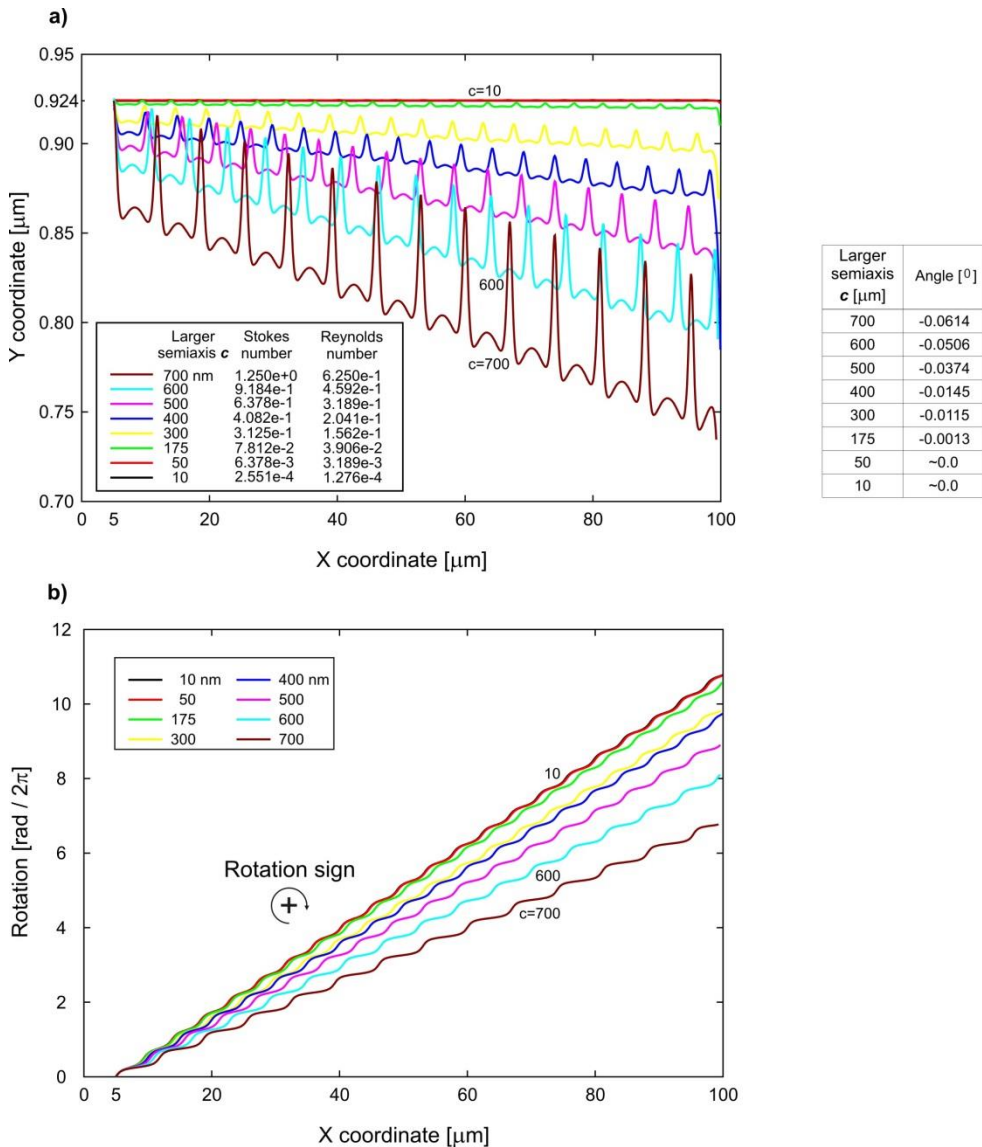 a)
0.95
0.924
0.90
0.85
0.80
0.75
0.70
Y coordinate [μm]
c=10
600
c=700
Larger semiaxis c Stokes number Reynolds number
700 nm 1.250e+0 6.250e-1
600 9.184e-1 4.592e-1
500 6.378e-1 3.189e-1
400 4.082e-1 2.041e-1
300 3.125e-1 1.562e-1
175 7.812e-2 3.906e-2
50 6.378e-3 3.189e-3
10 2.551e-4 1.276e-4
5 20 40 60 80 100
X coordinate [μm]
Larger semiaxis c [μm] Angle [⁰]
700 -0.0614
600 -0.0506
500 -0.0374
400 -0.0145
300 -0.0115
175 -0.0013
50 ~0.0
10 ~0.0
b)
12
10
8
6
4
2
0
Rotation [rad / 2π]
10 nm 400 nm
50 500
175 600
300 700
10
Rotation sign
+
600
c=700
0 5 20 40 60 80 100
X coordinate [μm]